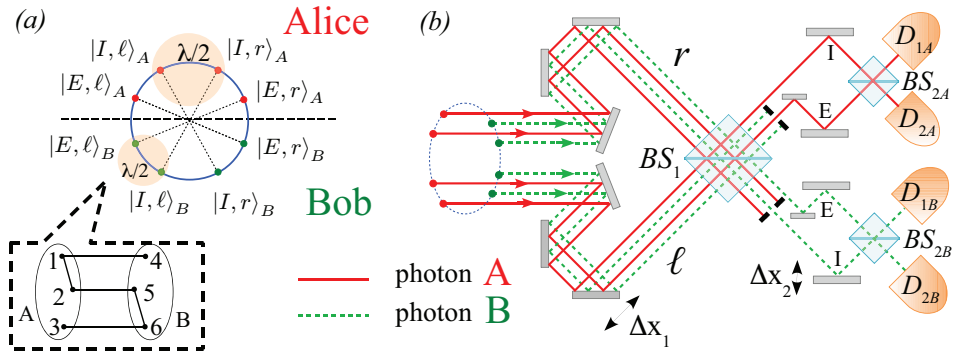 (a)
Alice
|I, ℓ⟩A
λ/2
|I, r⟩A
|E, ℓ⟩A
|E, r⟩A
|E, ℓ⟩B
|E, r⟩B
λ/2
|I, ℓ⟩B
|I, r⟩B
Bob
1
4
2
5
3
6
A
B
photon A
photon B
(b)
r
ℓ
BS1
Δx1
I
E
BS2A
D1A
D2A
E
I
Δx2
BS2B
D1B
D2B